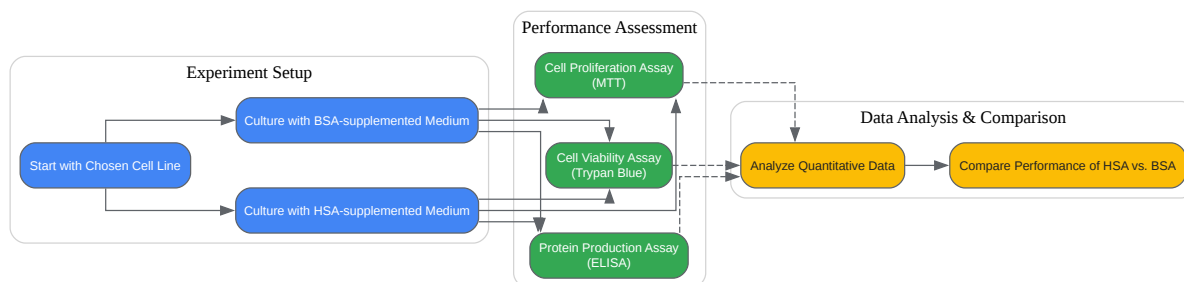 Experiment Setup
Start with Chosen Cell Line
Culture with BSA-supplemented Medium
Culture with HSA-supplemented Medium
Performance Assessment
Cell Proliferation Assay
(MTT)
Cell Viability Assay
(Trypan Blue)
Protein Production Assay
(ELISA)
Data Analysis & Comparison
Analyze Quantitative Data
Compare Performance of HSA vs. BSA